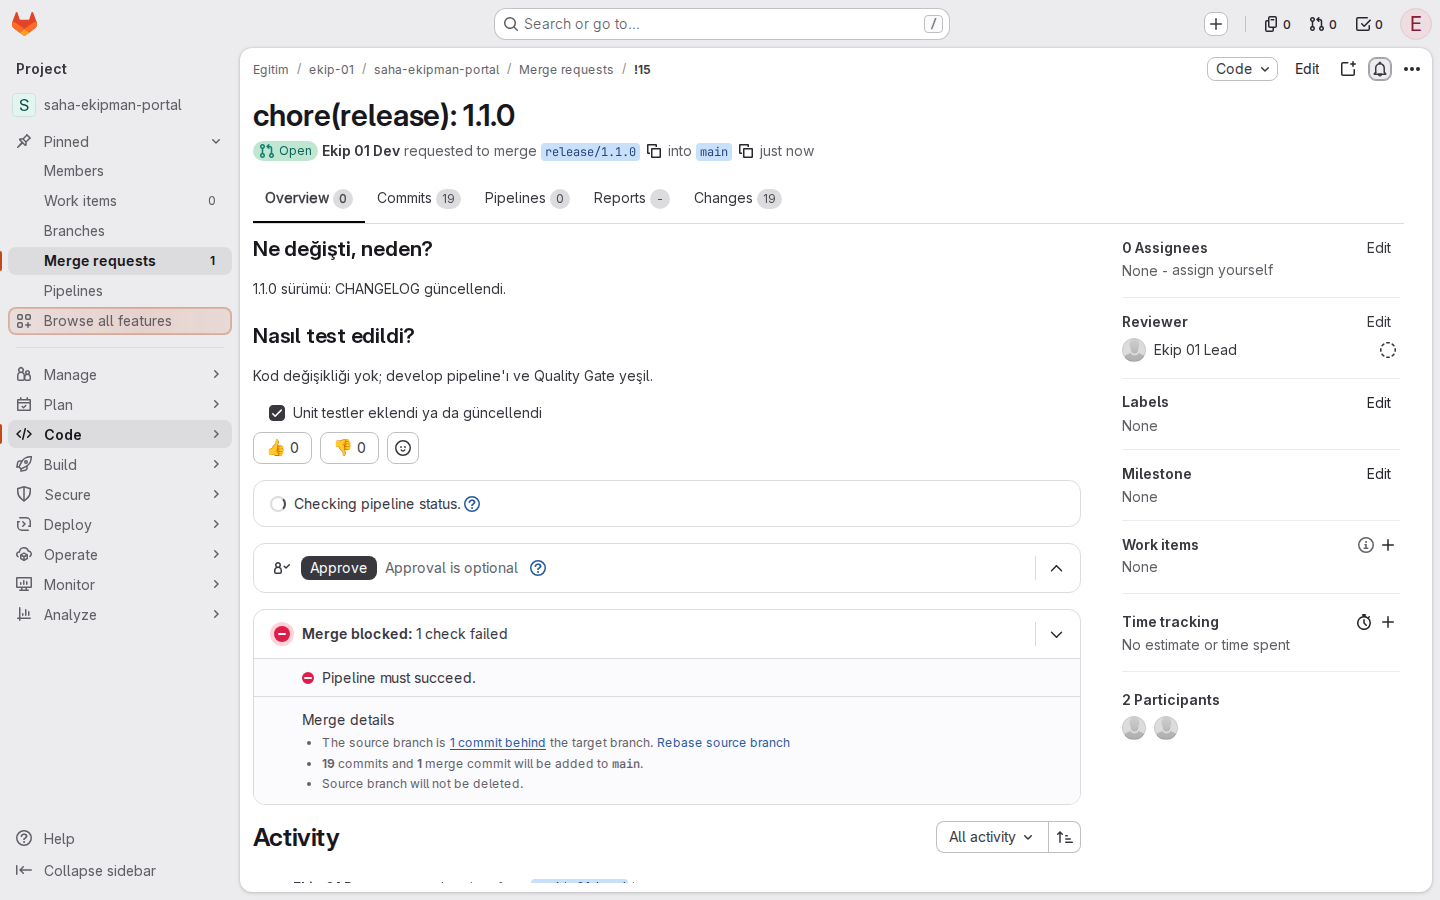 Search or go to... /
0 0 0 E
Project
S saha-ekipman-portal
Pinned
Members
Work items 0
Branches
Merge requests 1
Pipelines
Browse all features
Manage
Plan
Code
Build
Secure
Deploy
Operate
Monitor
Analyze
Help
Collapse sidebar
Egitim / ekip-01 / saha-ekipman-portal / Merge requests / !15
Code Edit
chore(release): 1.1.0
Open Ekip 01 Dev requested to merge release/1.1.0 into main just now
Overview 0 Commits 19 Pipelines 0 Reports - Changes 19
Ne değişti, neden?
1.1.0 sürümü: CHANGELOG güncellendi.
Nasıl test edildi?
Kod değişikliği yok; develop pipeline'ı ve Quality Gate yeşil.
Unit testler eklendi ya da güncellendi
👍 0 👎 0
Checking pipeline status.
Approve Approval is optional
Merge blocked: 1 check failed
Pipeline must succeed.
Merge details
The source branch is 1 commit behind the target branch. Rebase source branch
19 commits and 1 merge commit will be added to main.
Source branch will not be deleted.
Activity
All activity
0 Assignees Edit
None - assign yourself
Reviewer Edit
Ekip 01 Lead
Labels Edit
None
Milestone Edit
None
Work items
None
Time tracking
No estimate or time spent
2 Participants